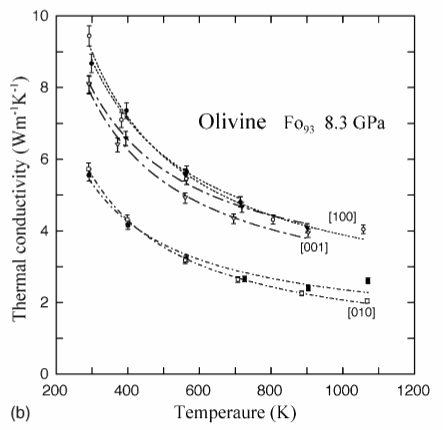 10
8
6
4
2
0
Thermal conductivity (Wm⁻¹K⁻¹)
Olivine Fo₉₃ 8.3 GPa
[100]
[001]
[010]
200 400 600 800 1000 1200
(b) Temperaure (K)